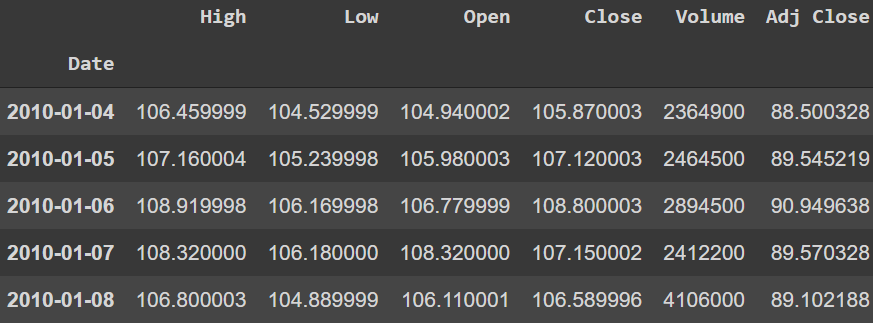 High Low Open Close Volume Adj Close
Date
2010-01-04 106.459999 104.529999 104.940002 105.870003 2364900 88.500328
2010-01-05 107.160004 105.239998 105.980003 107.120003 2464500 89.545219
2010-01-06 108.919998 106.169998 106.779999 108.800003 2894500 90.949638
2010-01-07 108.320000 106.180000 108.320000 107.150002 2412200 89.570328
2010-01-08 106.800003 104.889999 106.110001 106.589996 4106000 89.102188